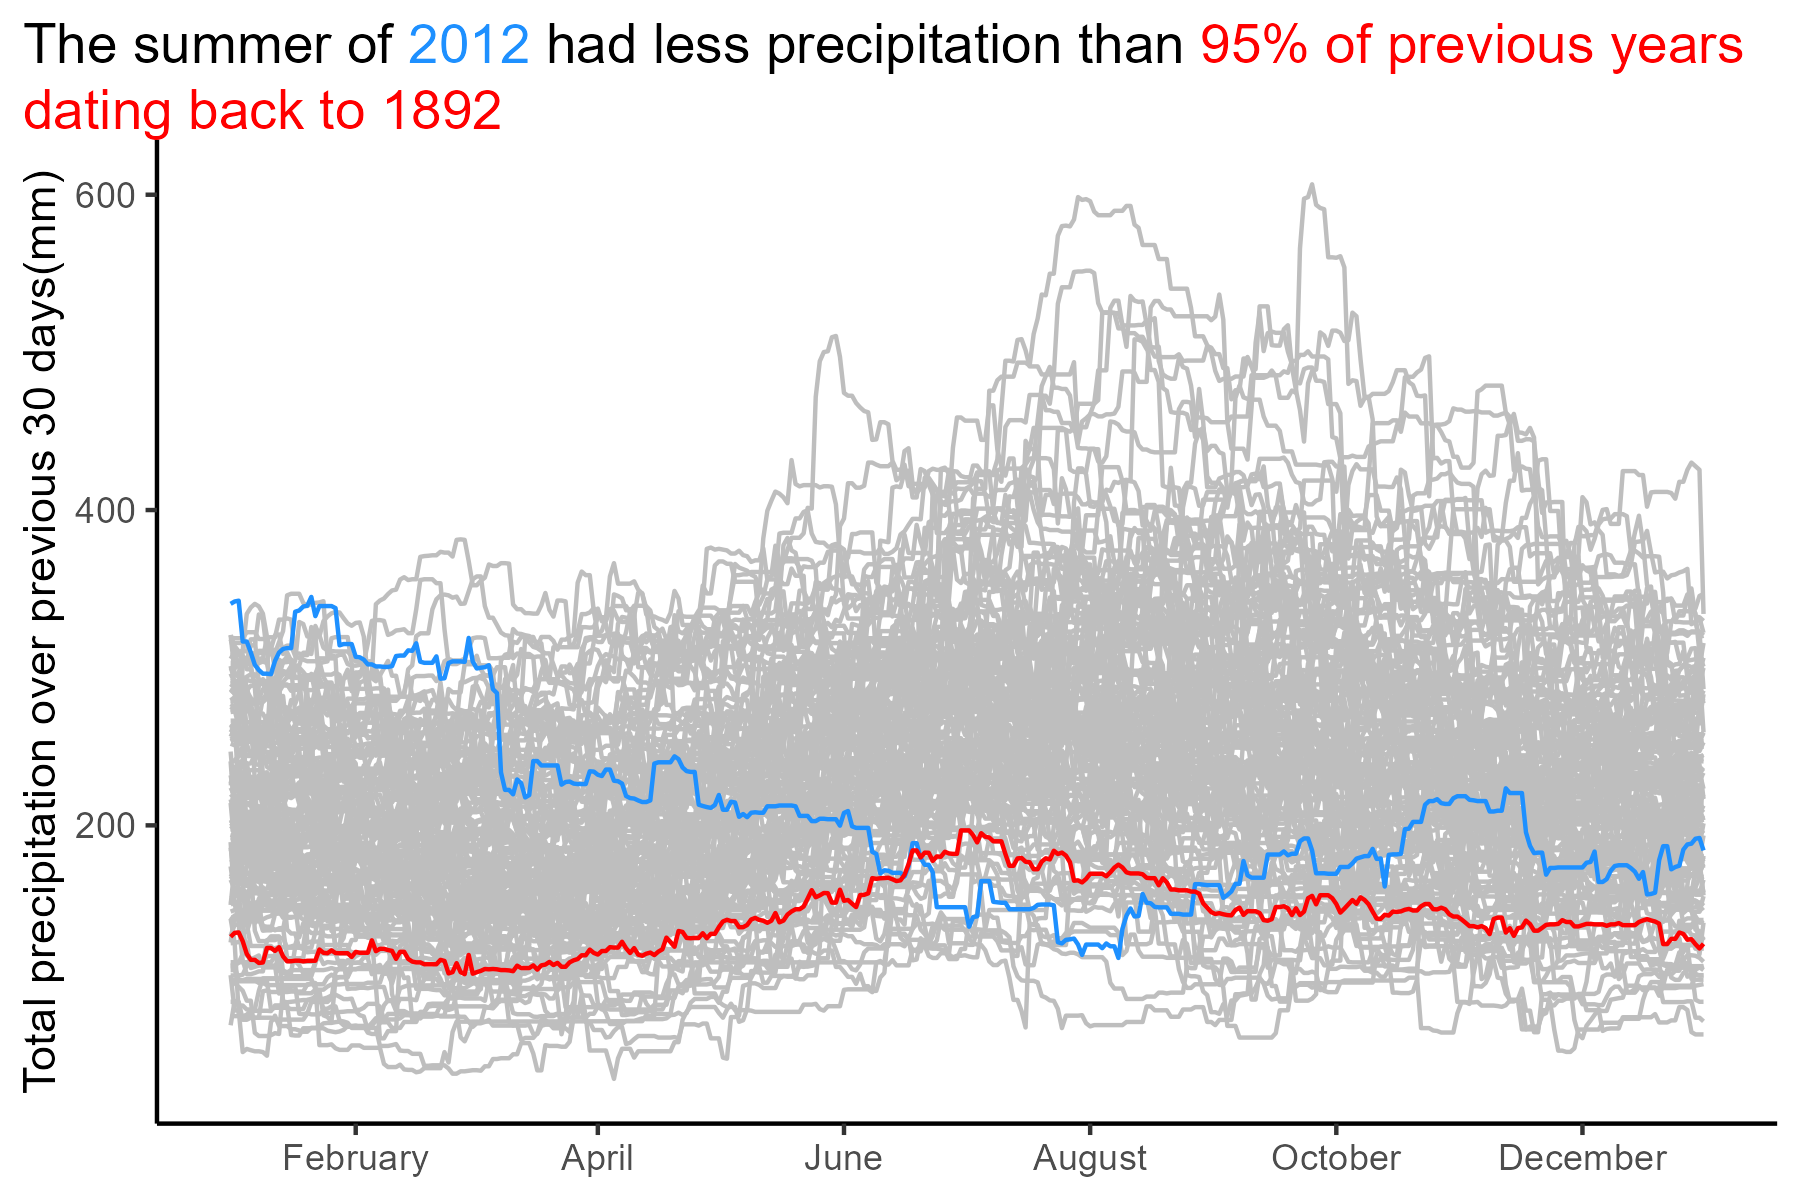 The summer of 2012 had less precipitation than 95% of previous years
dating back to 1892
Total precipitation over previous 30 days(mm)
600
400
200
February April June August October December